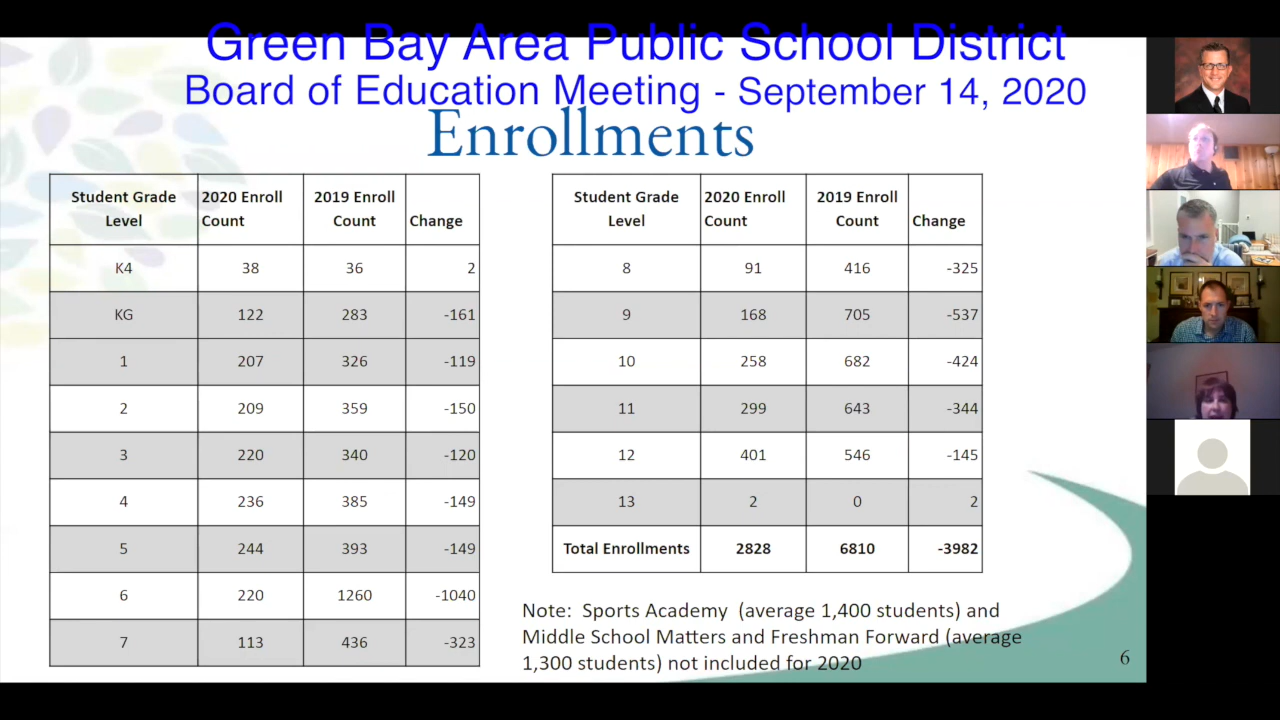 Green Bay Area Public School District
Board of Education Meeting - September 14, 2020
Enrollments
Student Grade Level 2020 Enroll Count 2019 Enroll Count Change
K4 38 36 2
KG 122 283 -161
1 207 326 -119
2 209 359 -150
3 220 340 -120
4 236 385 -149
5 244 393 -149
6 220 1260 -1040
7 113 436 -323
Student Grade Level 2020 Enroll Count 2019 Enroll Count Change
8 91 416 -325
9 168 705 -537
10 258 682 -424
11 299 643 -344
12 401 546 -145
13 2 0 2
Total Enrollments 2828 6810 -3982
Note: Sports Academy (average 1,400 students) and
Middle School Matters and Freshman Forward (average
1,300 students) not included for 2020
6